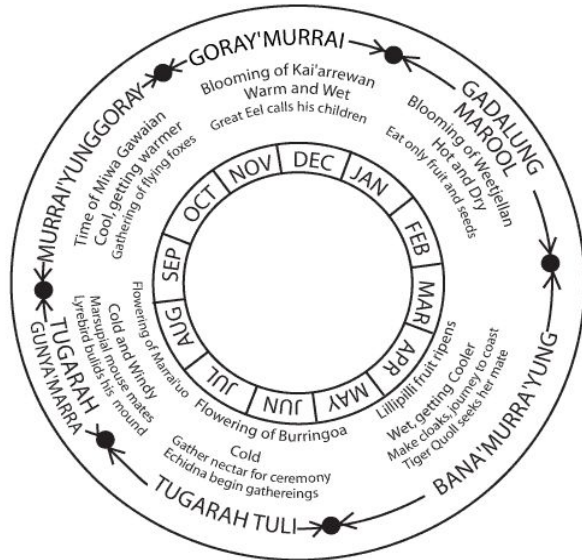 GORAY'MURRAI
Blooming of Kai'arrewan
Warm and Wet
Great Eel calls his children
GADALUNG
MAROOL
Blooming of Weetjellan
Hot and Dry
Eat only fruit and seeds
BANA'MURRA'YUNG
Lillipilli fruit ripens
Wet, getting Cooler
Make cloaks, journey to coast
Tiger Quoll seeks her mate
TUGARAH TULI
Flowering of Burringoa
Cold
Gather nectar for ceremony
Echidna begin gathereings
TUGARAH
GUNYA'MARRA
Flowering of Marrai'uo
Cold and Windy
Marsupial mouse mates
Lyrebird bulids his mound
MURRAI'YUNGGORAY
Time of Miwa Gawaian
Cool, getting warmer
Gathering of flying foxes
DEC
JAN
FEB
MAR
APR
MAY
JUN
JUL
AUG
SEP
OCT
NOV